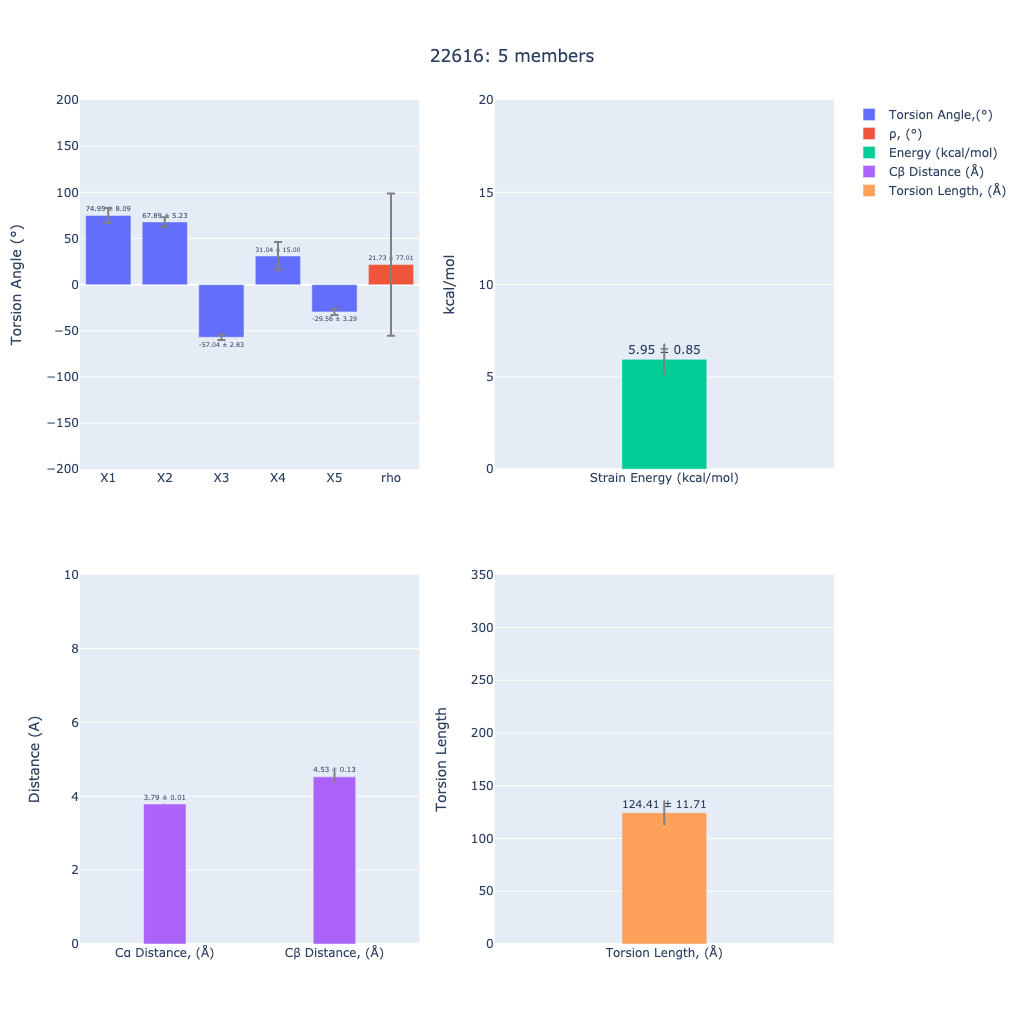 22616: 5 members
200
150
100
50
0
−50
−100
−150
−200
Torsion Angle (°)
74.95 ± 8.09
67.89 ± 5.23
-57.04 ± 2.83
31.04 ± 15.00
-29.56 ± 3.29
21.73 ± 77.01
X1 X2 X3 X4 X5 rho
20
15
10
5
0
kcal/mol
5.95 ± 0.85
Strain Energy (kcal/mol)
Torsion Angle,(°)
ρ, (°)
Energy (kcal/mol)
Cβ Distance (Å)
Torsion Length, (Å)
10
8
6
4
2
0
Distance (A)
3.79 ± 0.01
4.53 ± 0.13
Cα Distance, (Å) Cβ Distance, (Å)
350
300
250
200
150
100
50
0
Torsion Length
124.41 ± 11.71
Torsion Length, (Å)